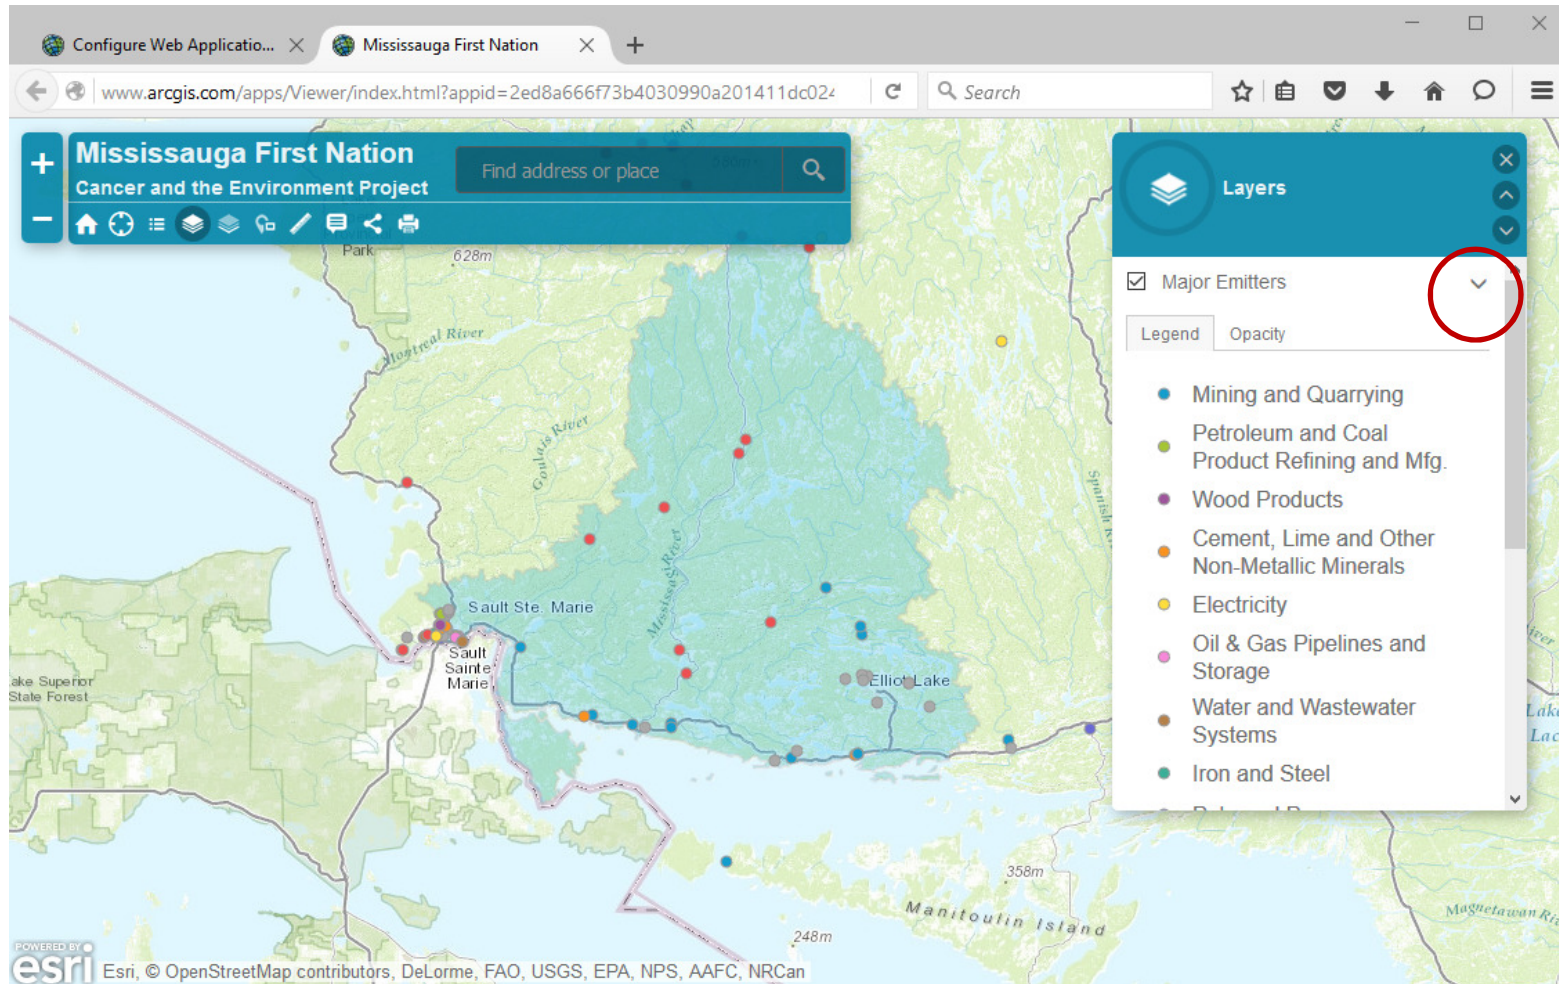 Configure Web Applicatio...
Mississauga First Nation
www.arcgis.com/apps/Viewer/index.html?appid=2ed8a666f73b4030990a201411dc024
Search
Mississauga First Nation
Cancer and the Environment Project
Find address or place
Layers
Major Emitters
Legend
Opacity
Mining and Quarrying
Petroleum and Coal
Product Refining and Mfg.
Wood Products
Cement, Lime and Other
Non-Metallic Minerals
Electricity
Oil & Gas Pipelines and
Storage
Water and Wastewater
Systems
Iron and Steel
Park
628m
Montreal River
Goulais River
Mississagi River
Spanish
Sault Ste. Marie
Sault
Sainte
Marie
Elliot Lake
ake Superior
State Forest
Lake
Lac
358m
Manitoulin Island
Magnetawan
248m
POWERED BY
esri
Esri, © OpenStreetMap contributors, DeLorme, FAO, USGS, EPA, NPS, AAFC, NRCan